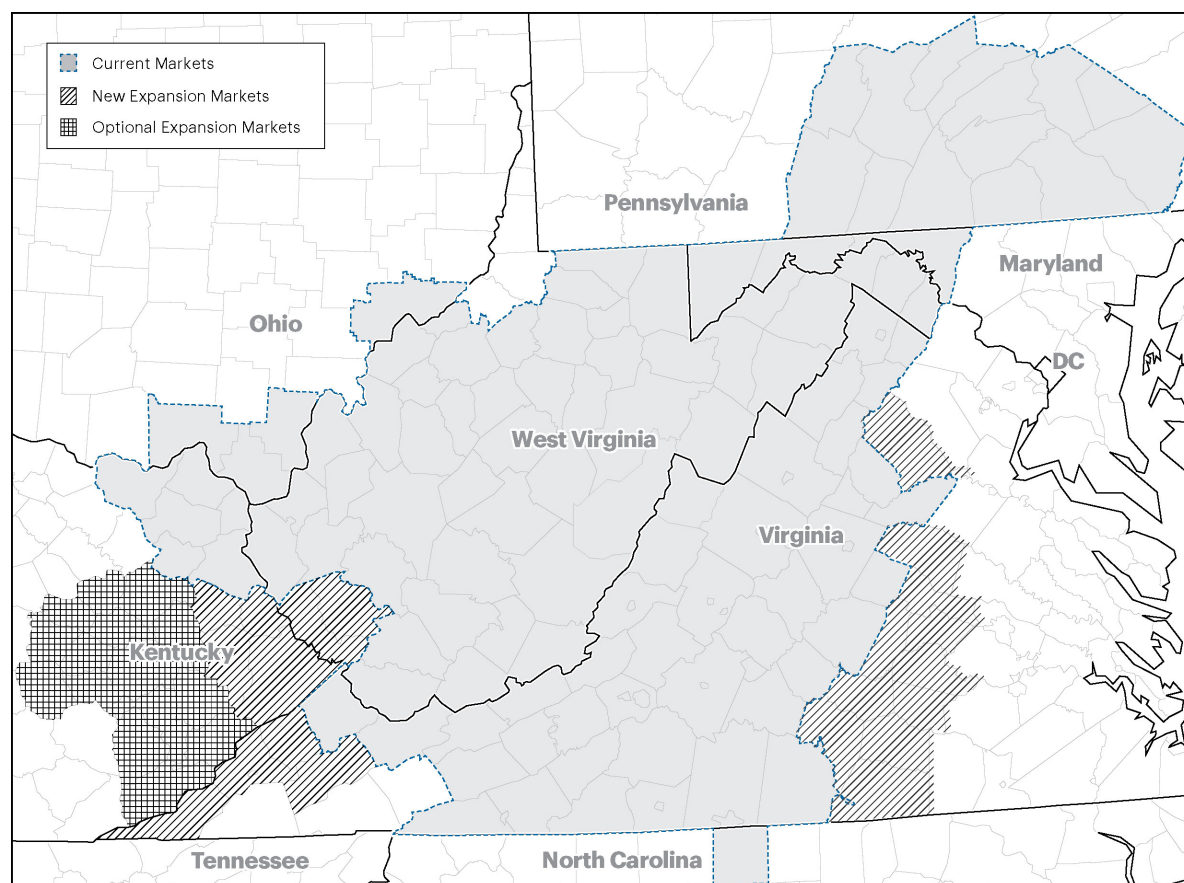 Current Markets
New Expansion Markets
Optional Expansion Markets
Pennsylvania
Maryland
Ohio
DC
West Virginia
Virginia
Kentucky
Tennessee
North Carolina